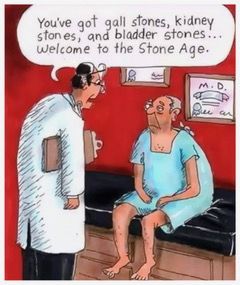 You've got gall stones, kidney
stones, and bladder stones...
Welcome to the Stone Age.
M.D.